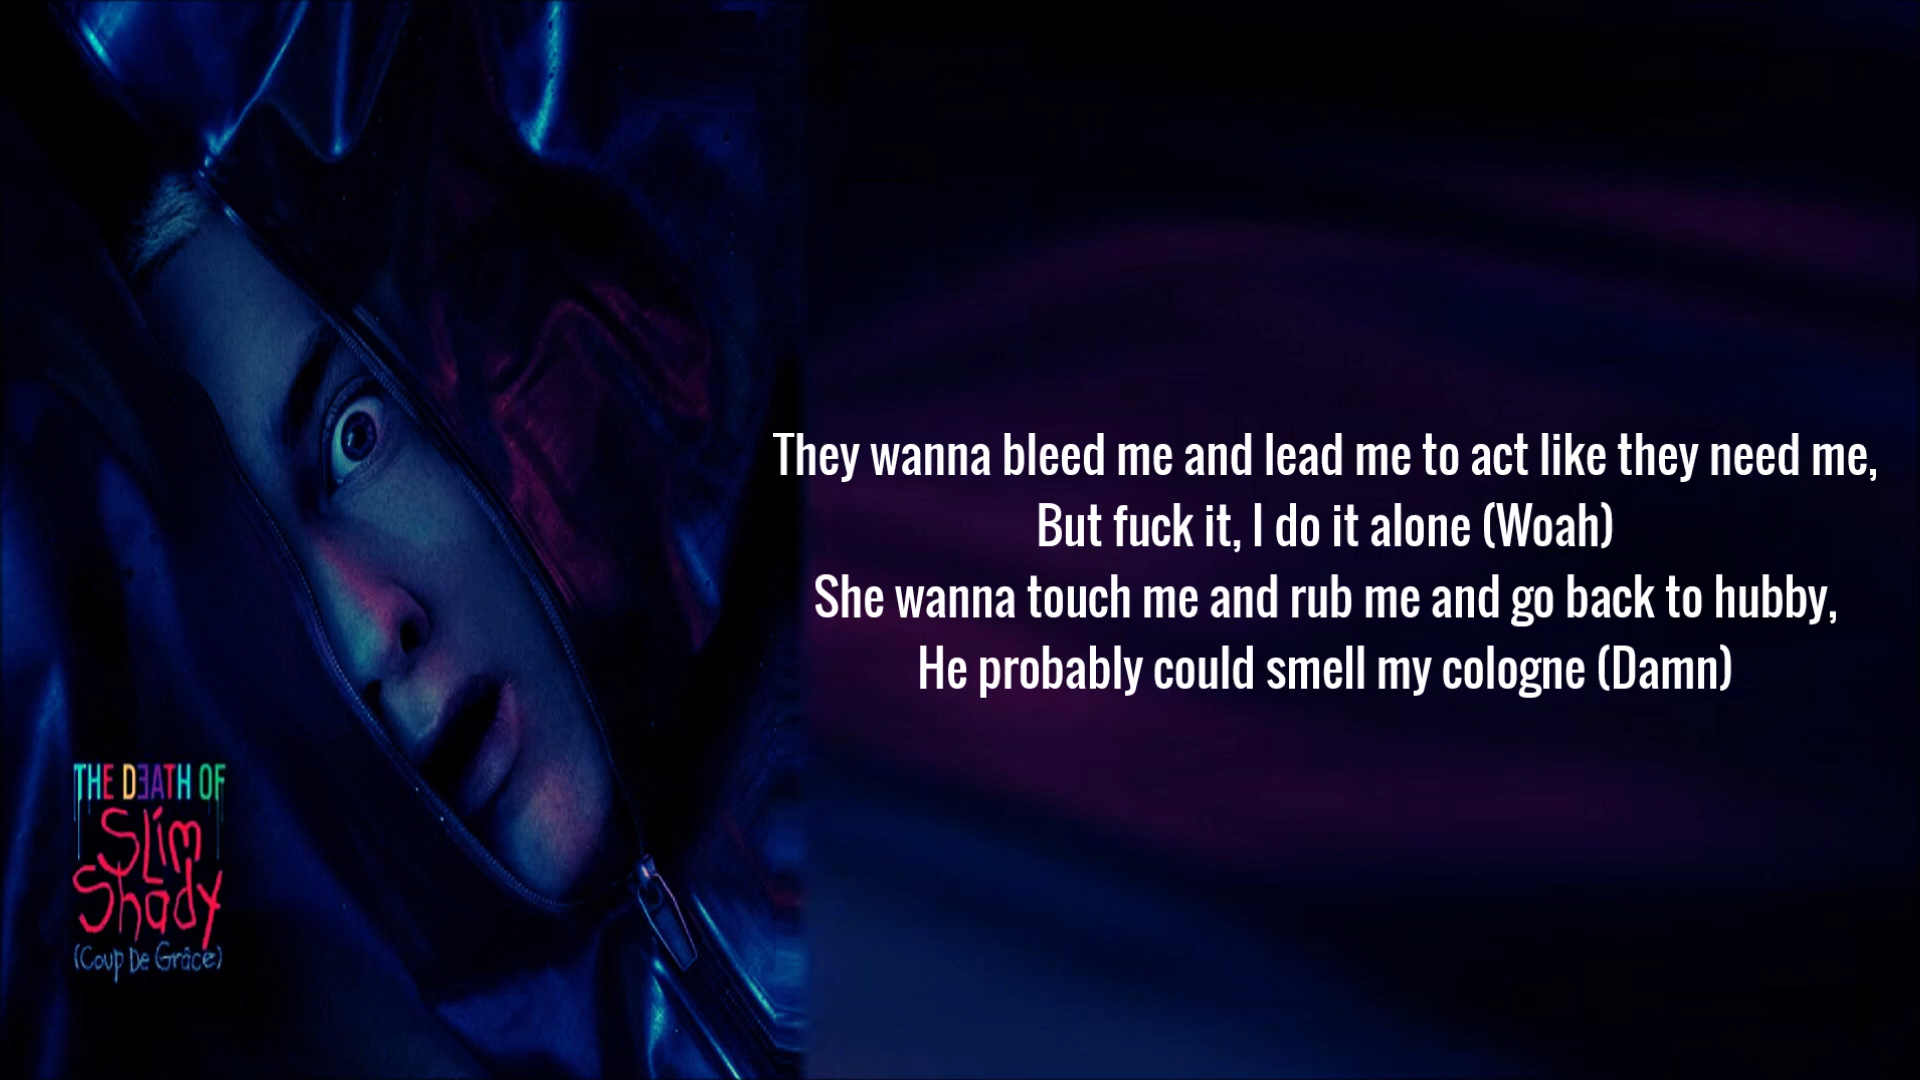 They wanna bleed me and lead me to act like they need me,
But fuck it, I do it alone (Woah)
She wanna touch me and rub me and go back to hubby,
He probably could smell my cologne (Damn)
THE DƎATH OF
SLim
Shady
(Coup De Grâce)